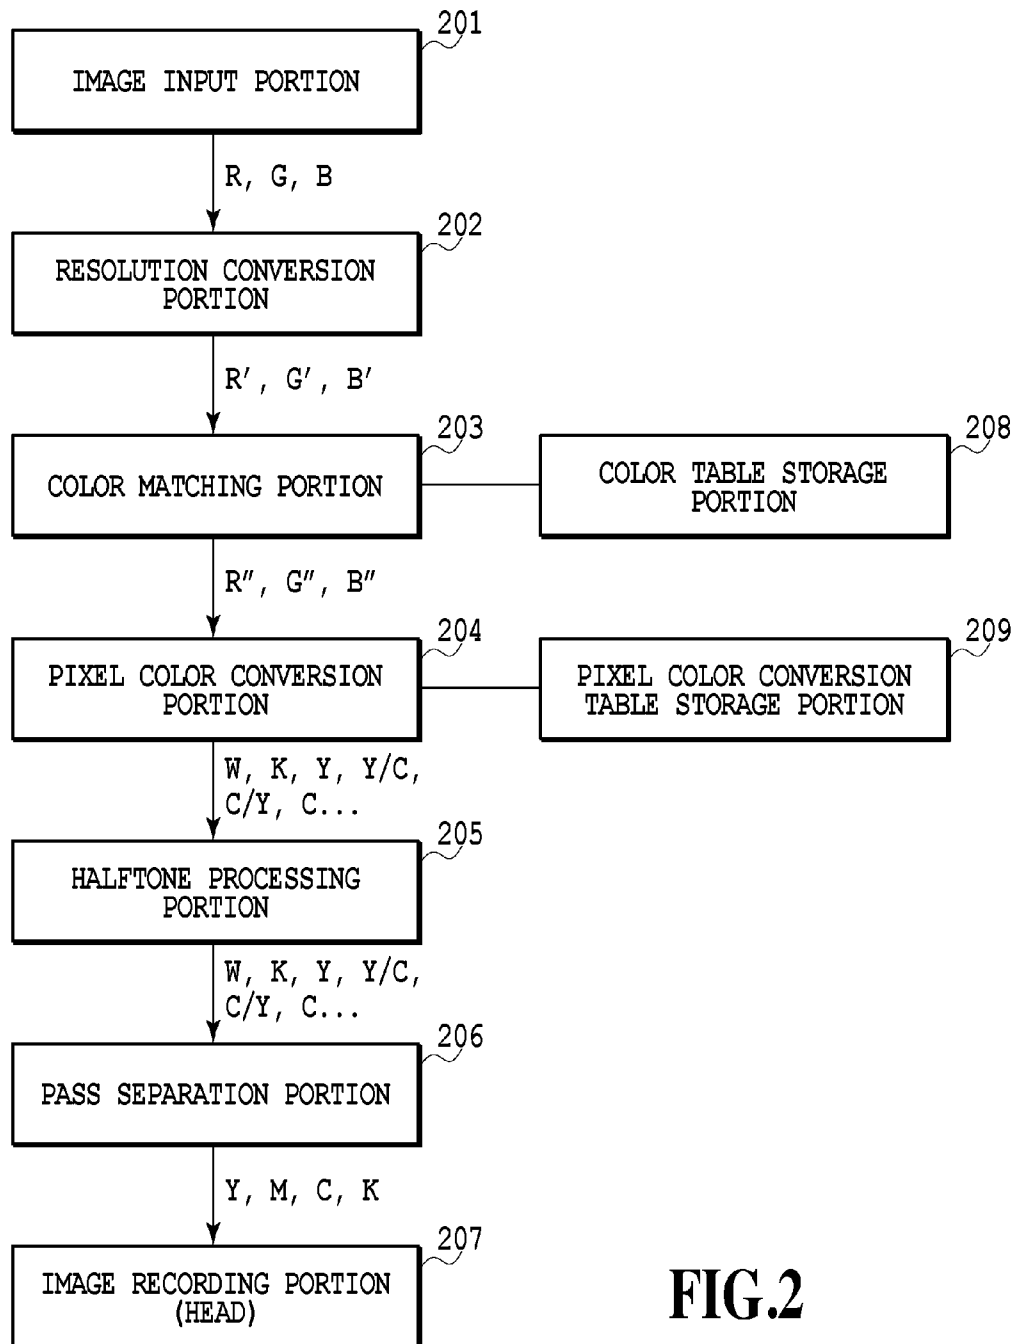 201
IMAGE INPUT PORTION
R, G, B
202
RESOLUTION CONVERSION
PORTION
R', G', B'
203
COLOR MATCHING PORTION
208
COLOR TABLE STORAGE
PORTION
R", G", B"
204
PIXEL COLOR CONVERSION
PORTION
209
PIXEL COLOR CONVERSION
TABLE STORAGE PORTION
W, K, Y, Y/C,
C/Y, C...
205
HALFTONE PROCESSING
PORTION
W, K, Y, Y/C,
C/Y, C...
206
PASS SEPARATION PORTION
Y, M, C, K
207
IMAGE RECORDING PORTION
(HEAD)
FIG.2